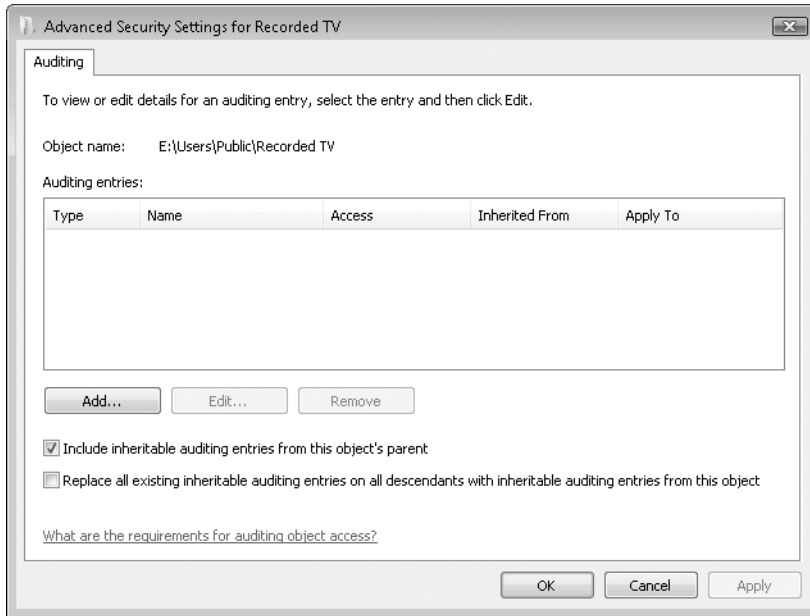 Advanced Security Settings for Recorded TV
Auditing
To view or edit details for an auditing entry, select the entry and then click Edit.
Object name: E:\Users\Public\Recorded TV
Auditing entries:
Type Name Access Inherited From Apply To
Add... Edit... Remove
Include inheritable auditing entries from this object's parent
Replace all existing inheritable auditing entries on all descendants with inheritable auditing entries from this object
What are the requirements for auditing object access?
OK Cancel Apply